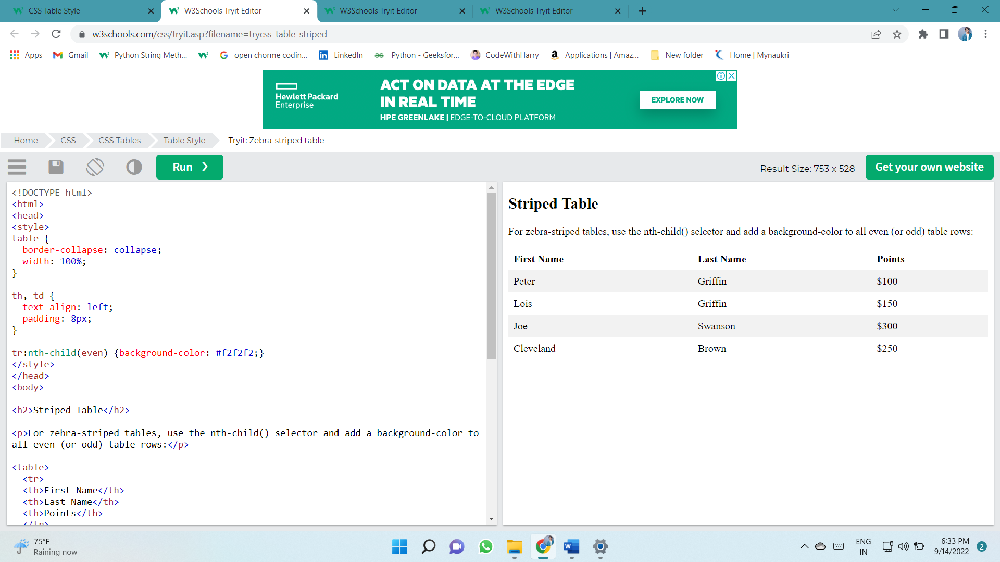 CSS Table Style
W3Schools Tryit Editor
W3Schools Tryit Editor
W3Schools Tryit Editor
w3schools.com/css/tryit.asp?filename=trycss_table_striped
Apps
Gmail
Python String Meth...
open chorme codin...
LinkedIn
Python - Geeksfor...
CodeWithHarry
Applications | Amaz...
New folder
Home | Mynaukri
Hewlett Packard
Enterprise
ACT ON DATA AT THE EDGE
IN REAL TIME
HPE GREENLAKE | EDGE-TO-CLOUD PLATFORM
EXPLORE NOW
Home
CSS
CSS Tables
Table Style
Tryit: Zebra-striped table
Run ❯
Result Size: 753 x 528
Get your own website
<!DOCTYPE html>
<html>
<head>
<style>
table {
  border-collapse: collapse;
  width: 100%;
}

th, td {
  text-align: left;
  padding: 8px;
}

tr:nth-child(even) {background-color: #f2f2f2;}
</style>
</head>
<body>

<h2>Striped Table</h2>

<p>For zebra-striped tables, use the nth-child() selector and add a background-color to
all even (or odd) table rows:</p>

<table>
  <tr>
  <th>First Name</th>
  <th>Last Name</th>
  <th>Points</th>
  </tr>
Striped Table
For zebra-striped tables, use the nth-child() selector and add a background-color to all even (or odd) table rows:
First Name Last Name Points
Peter Griffin $100
Lois Griffin $150
Joe Swanson $300
Cleveland Brown $250
75°F
Raining now
ENG
IN
6:33 PM
9/14/2022
2